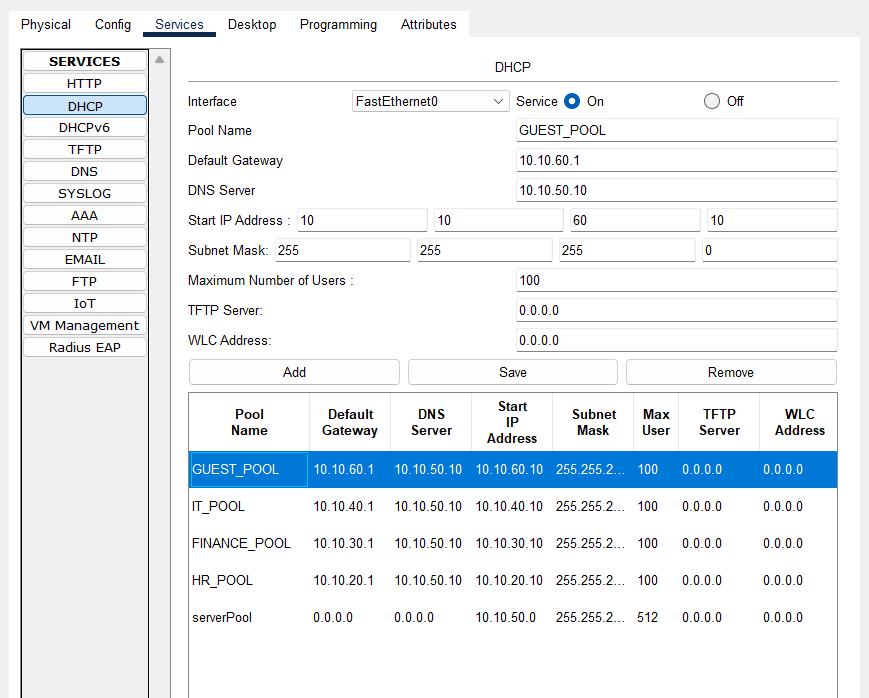 Physical Config Services Desktop Programming Attributes
SERVICES
HTTP
DHCP
DHCPv6
TFTP
DNS
SYSLOG
AAA
NTP
EMAIL
FTP
IoT
VM Management
Radius EAP
DHCP
Interface FastEthernet0 Service On Off
Pool Name GUEST_POOL
Default Gateway 10.10.60.1
DNS Server 10.10.50.10
Start IP Address : 10 10 60 10
Subnet Mask: 255 255 255 0
Maximum Number of Users : 100
TFTP Server: 0.0.0.0
WLC Address: 0.0.0.0
Add Save Remove
Pool Name Default Gateway DNS Server Start IP Address Subnet Mask Max User TFTP Server WLC Address
GUEST_POOL 10.10.60.1 10.10.50.10 10.10.60.10 255.255.2... 100 0.0.0.0 0.0.0.0
IT_POOL 10.10.40.1 10.10.50.10 10.10.40.10 255.255.2... 100 0.0.0.0 0.0.0.0
FINANCE_POOL 10.10.30.1 10.10.50.10 10.10.30.10 255.255.2... 100 0.0.0.0 0.0.0.0
HR_POOL 10.10.20.1 10.10.50.10 10.10.20.10 255.255.2... 100 0.0.0.0 0.0.0.0
serverPool 0.0.0.0 0.0.0.0 10.10.50.0 255.255.2... 512 0.0.0.0 0.0.0.0